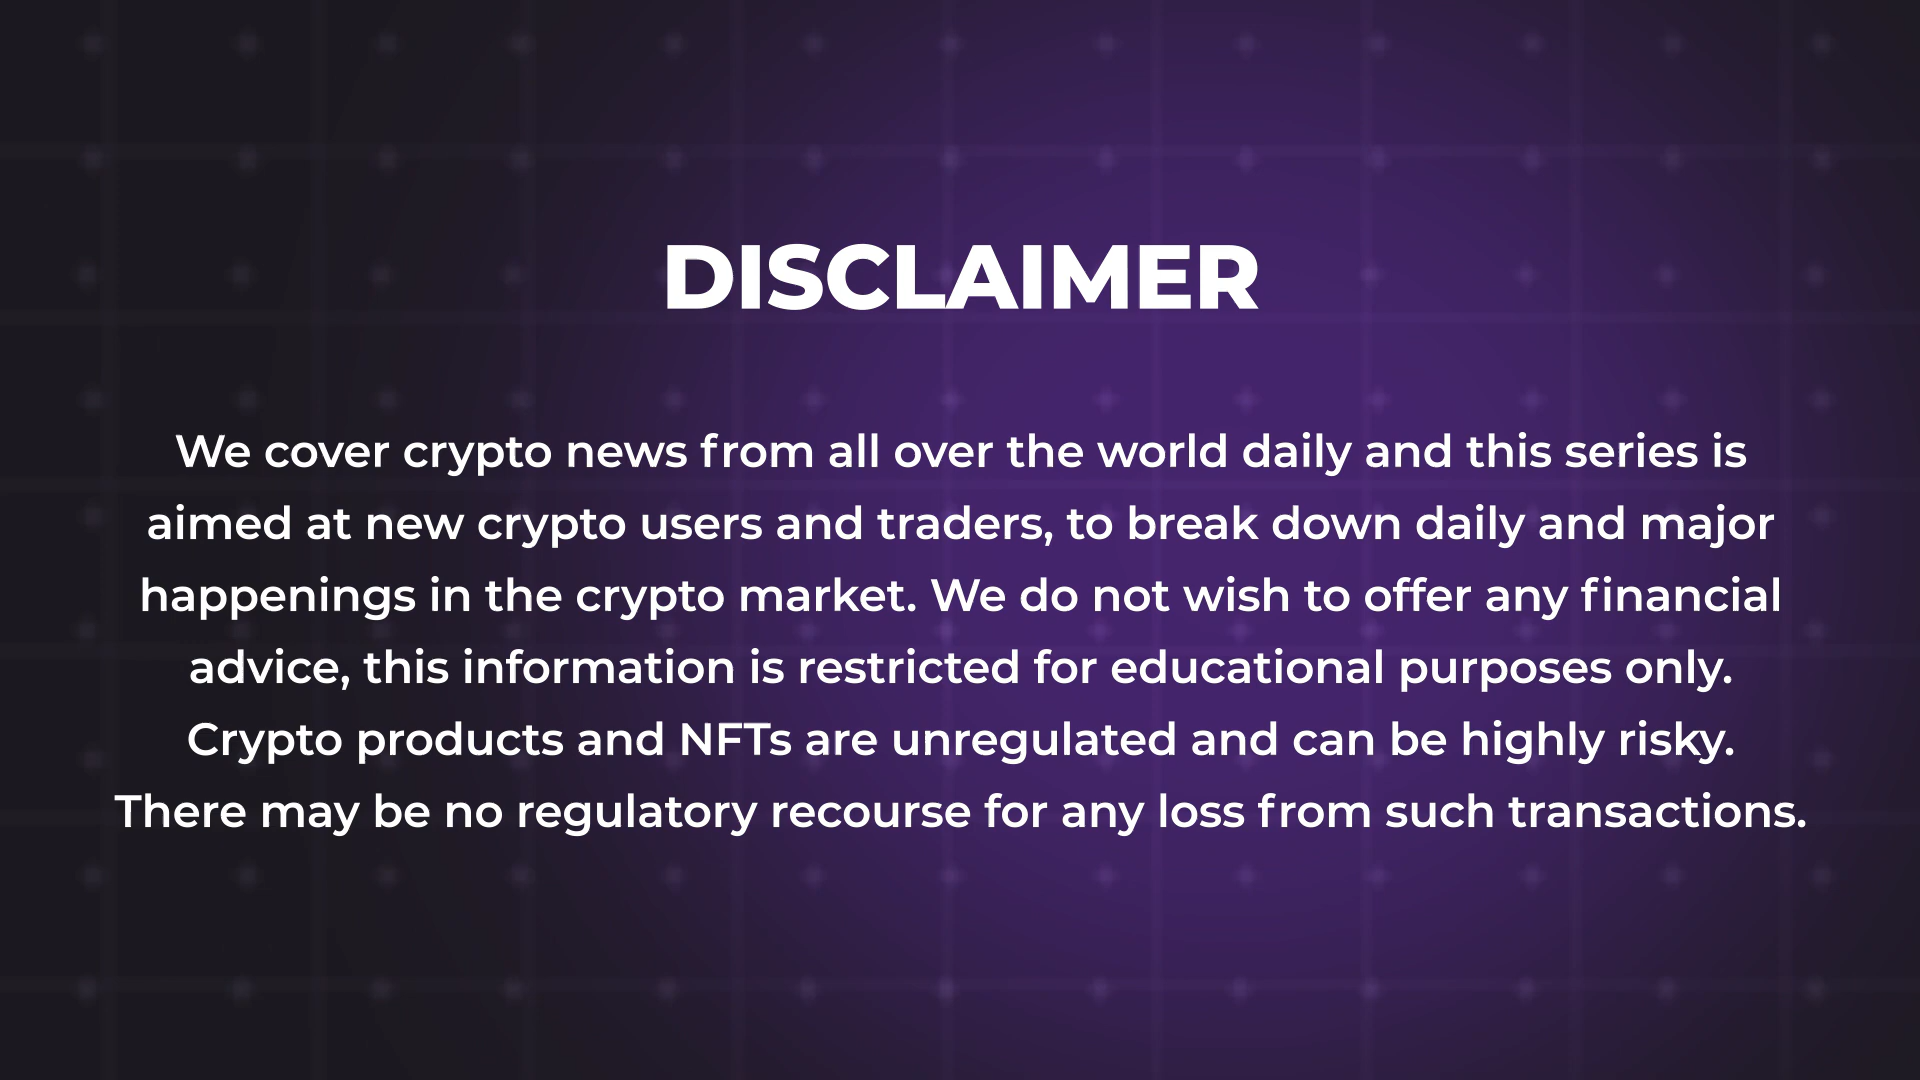 DISCLAIMER
We cover crypto news from all over the world daily and this series is
aimed at new crypto users and traders, to break down daily and major
happenings in the crypto market. We do not wish to offer any financial
advice, this information is restricted for educational purposes only.
Crypto products and NFTs are unregulated and can be highly risky.
There may be no regulatory recourse for any loss from such transactions.